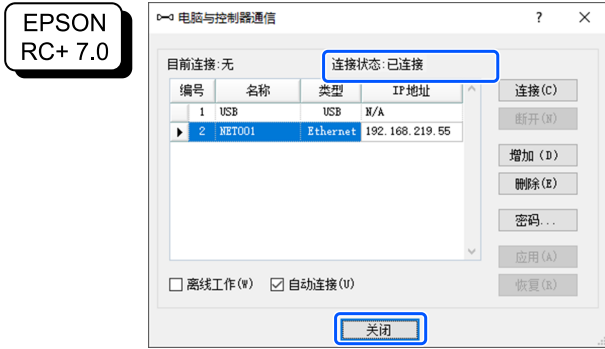 EPSON
RC+ 7.0
电脑与控制器通信
?
目前连接:无 连接状态:已连接
编号 名称 类型 IP地址
1 USB USB N/A
2 NET001 Ethernet 192.168.219.55
连接(C)
断开(N)
增加 (D)
删除(E)
密码...
应用(A)
恢复(R)
离线工作(W) 自动连接(U)
关闭